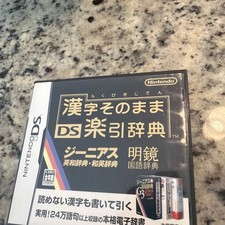 Nintendo
NINTENDO DS
らくびきじてん
漢字そのまま
DS楽引辞典
TM
ジーニアス 明鏡
英和辞典・和英辞典 国語辞典
読めない漢字も書いて引く
実用!24万語句以上収録の本格電子辞書